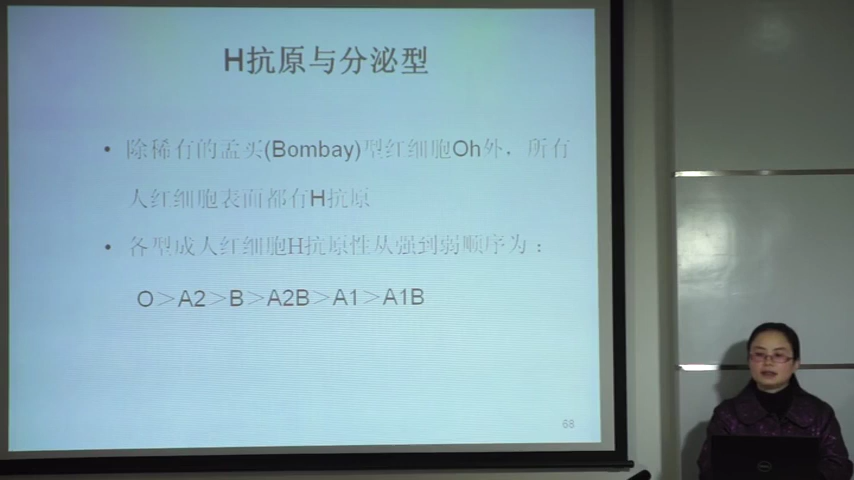 H抗原与分泌型
• 除稀有的孟买(Bombay)型红细胞Oh外，所有
人红细胞表面都有H抗原
• 各型成人红细胞H抗原性从强到弱顺序为：
O＞A2＞B＞A2B＞A1＞A1B
68
DELL